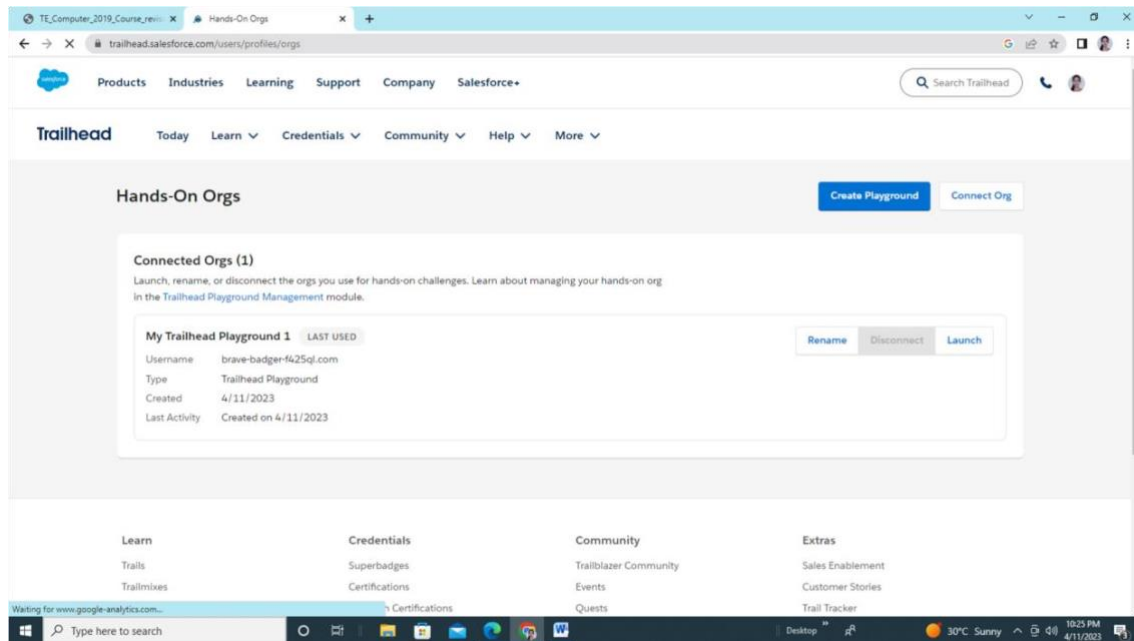 TE_Computer_2019_Course_revis
Hands-On Orgs
trailhead.salesforce.com/users/profiles/orgs
salesforce
Products Industries Learning Support Company Salesforce+
Search Trailhead
Trailhead Today Learn Credentials Community Help More
Hands-On Orgs
Create Playground Connect Org
Connected Orgs (1)
Launch, rename, or disconnect the orgs you use for hands-on challenges. Learn about managing your hands-on org
in the Trailhead Playground Management module.
My Trailhead Playground 1 LAST USED
Rename Disconnect Launch
Username brave-badger-f425ql.com
Type Trailhead Playground
Created 4/11/2023
Last Activity Created on 4/11/2023
Learn Credentials Community Extras
Trails Superbadges Trailblazer Community Sales Enablement
Trailmixes Certifications Events Customer Stories
Waiting for www.google-analytics.com... Certifications Quests Trail Tracker
Type here to search
Desktop
30°C Sunny
10:25 PM
4/11/2023